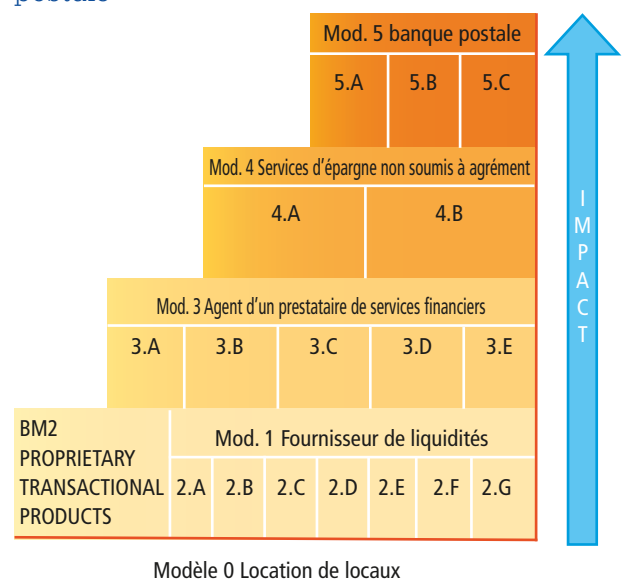 postale
Mod. 5 banque postale
5.A 5.B 5.C
Mod. 4 Services d'épargne non soumis à agrément
4.A 4.B
Mod. 3 Agent d'un prestataire de services financiers
3.A 3.B 3.C 3.D 3.E
BM2
PROPRIETARY
TRANSACTIONAL
PRODUCTS
Mod. 1 Fournisseur de liquidités
2.A 2.B 2.C 2.D 2.E 2.F 2.G
IMPACT
Modèle 0 Location de locaux